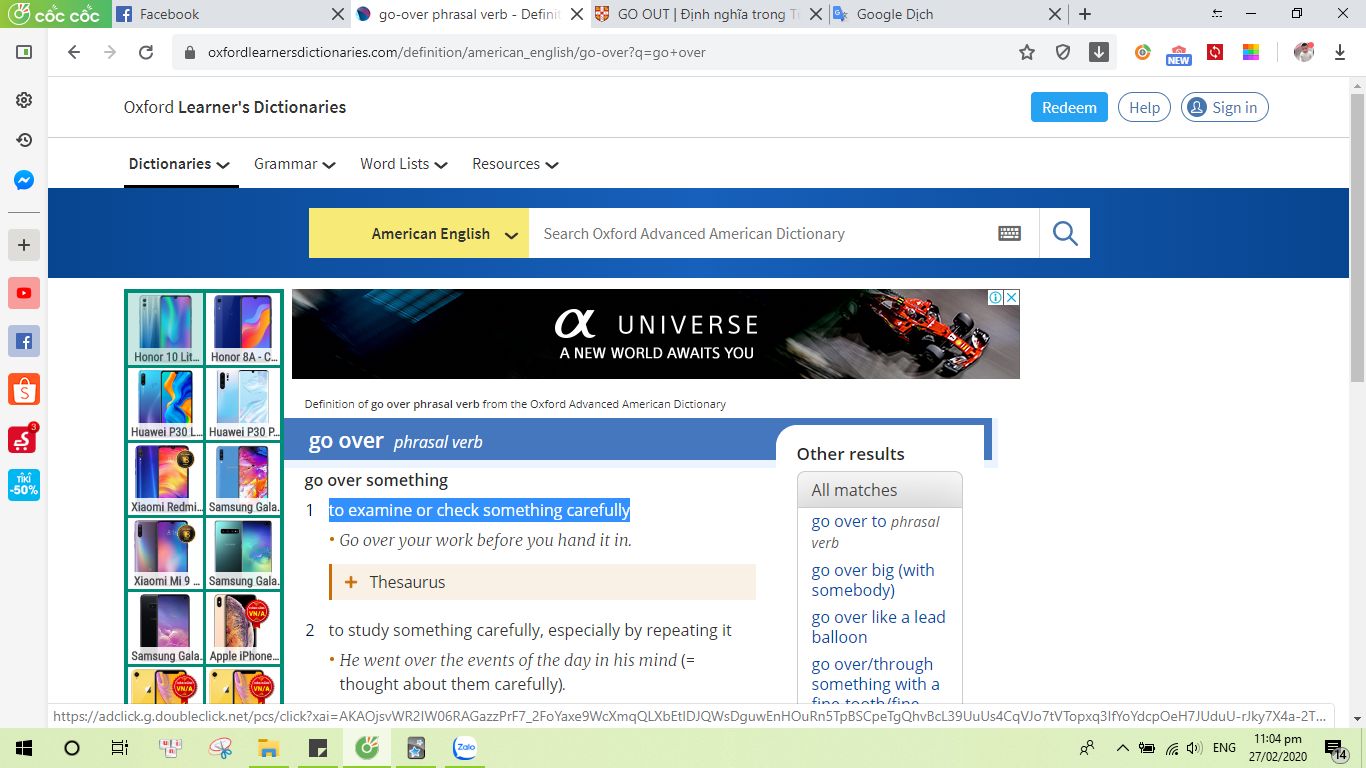 cốc cốc
Facebook
go-over phrasal verb - Definit
GO OUT | Định nghĩa trong T
Google Dịch
oxfordlearnersdictionaries.com/definition/american_english/go-over?q=go+over
NEW
Oxford Learner's Dictionaries
Redeem
Help
Sign in
Dictionaries
Grammar
Word Lists
Resources
American English
Search Oxford Advanced American Dictionary
Honor 10 Lit...
Honor 8A - C...
α UNIVERSE
A NEW WORLD AWAITS YOU
Definition of go over phrasal verb from the Oxford Advanced American Dictionary
Huawei P30 L...
Huawei P30 P...
3
go over phrasal verb
Other results
go over something
All matches
TIKI
-50%
1 to examine or check something carefully
Xiaomi Redmi...
Samsung Gala...
go over to phrasal
verb
• Go over your work before you hand it in.
go over big (with
somebody)
Xiaomi Mi 9 ...
Samsung Gala...
+ Thesaurus
go over like a lead
balloon
VN/A
2 to study something carefully, especially by repeating it
Samsung Gala...
Apple iPhone...
• He went over the events of the day in his mind (=
thought about them carefully).
go over/through
something with a
fine-tooth/fine-
VN/A
VN/A
https://adclick.g.doubleclick.net/pcs/click?xai=
Zalo
ENG
11:04 pm
27/02/2020
14